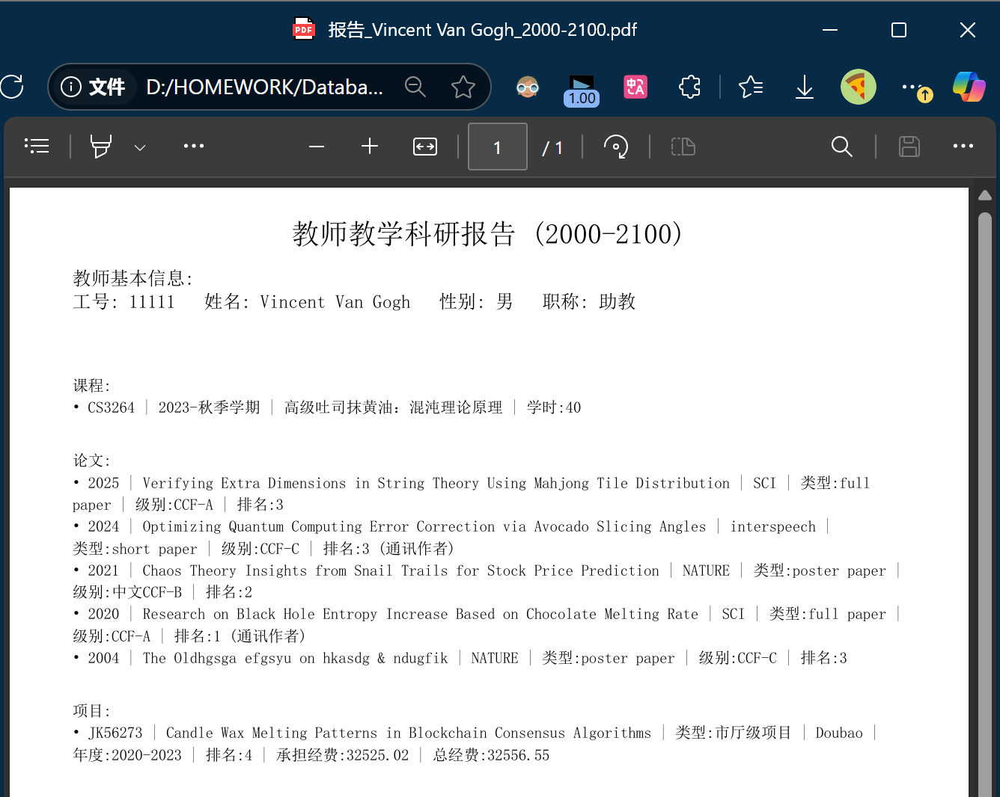 PDF 报告_Vincent Van Gogh_2000-2100.pdf
文件 D:/HOMEWORK/Databa...
1.00
中 A
1 / 1
教师教学科研报告 (2000-2100)
教师基本信息:
工号: 11111 姓名: Vincent Van Gogh 性别: 男 职称: 助教
课程:
• CS3264 | 2023-秋季学期 | 高级吐司抹黄油：混沌理论原理 | 学时:40
论文:
• 2025 | Verifying Extra Dimensions in String Theory Using Mahjong Tile Distribution | SCI | 类型:full
paper | 级别:CCF-A | 排名:3
• 2024 | Optimizing Quantum Computing Error Correction via Avocado Slicing Angles | interspeech |
类型:short paper | 级别:CCF-C | 排名:3 (通讯作者)
• 2021 | Chaos Theory Insights from Snail Trails for Stock Price Prediction | NATURE | 类型:poster paper |
级别:中文CCF-B | 排名:2
• 2020 | Research on Black Hole Entropy Increase Based on Chocolate Melting Rate | SCI | 类型:full paper |
级别:CCF-A | 排名:1 (通讯作者)
• 2004 | The Oldhgsga efgsyu on hkasdg & ndugfik | NATURE | 类型:poster paper | 级别:CCF-C | 排名:3
项目:
• JK56273 | Candle Wax Melting Patterns in Blockchain Consensus Algorithms | 类型:市厅级项目 | Doubao |
年度:2020-2023 | 排名:4 | 承担经费:32525.02 | 总经费:32556.55